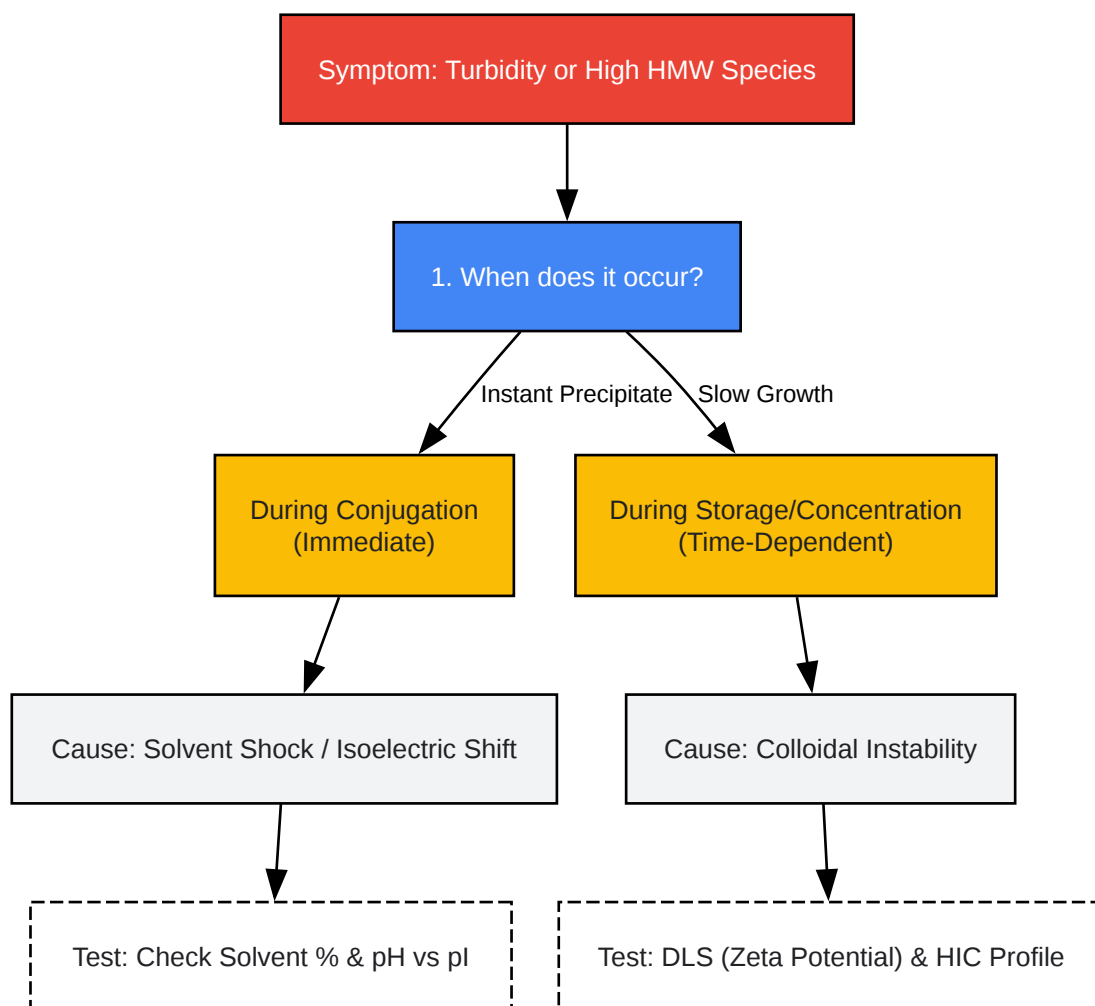 Symptom: Turbidity or High HMW Species
1. When does it occur?
Instant Precipitate
Slow Growth
During Conjugation
(Immediate)
During Storage/Concentration
(Time-Dependent)
Cause: Solvent Shock / Isoelectric Shift
Cause: Colloidal Instability
Test: Check Solvent % & pH vs pI
Test: DLS (Zeta Potential) & HIC Profile